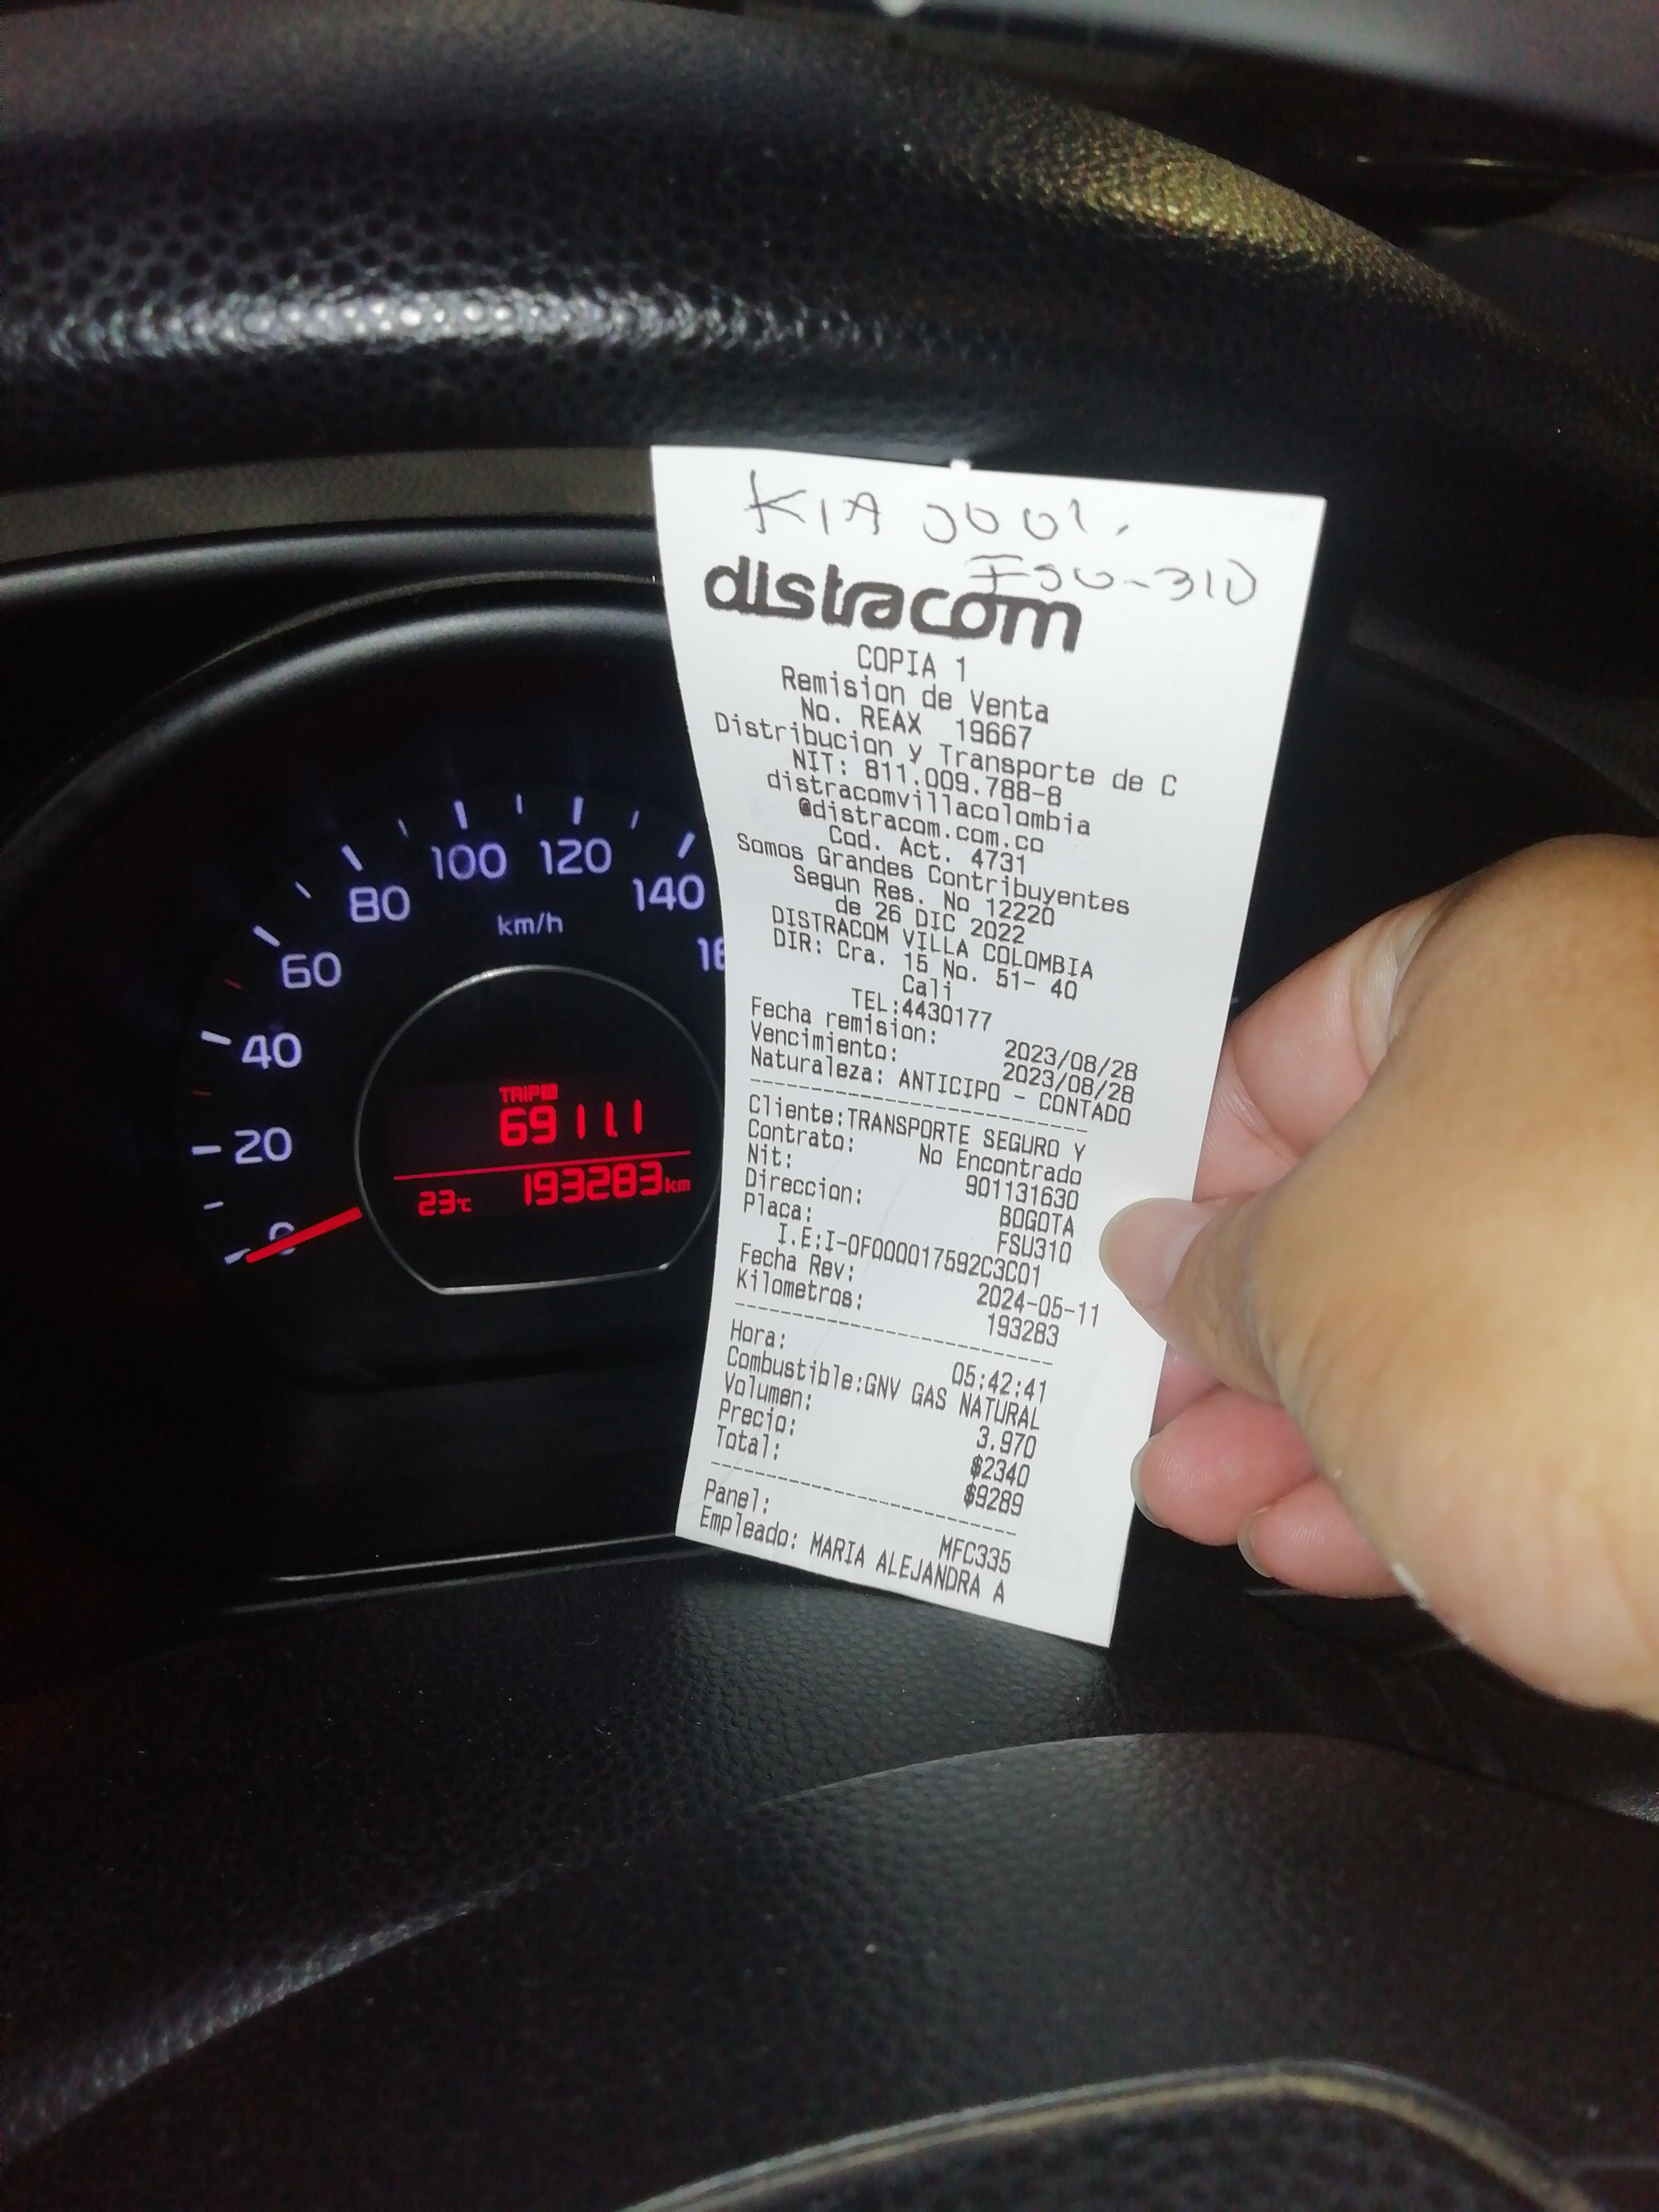 KIA 0001.
FSU-310
distracom
COPIA 1
Remision de Venta
No. REAX 19667
Distribucion y Transporte de C
NIT: 811.009.788-8
distracomvillacolombia
@distracom.com.co
Cod. Act. 4731
Somos Grandes Contribuyentes
Segun Res. No 12220
de 26 DIC 2022
DISTRACOM VILLA COLOMBIA
DIR: Cra. 15 No. 51- 40
Cali
TEL:4430177
Fecha remision: 2023/08/28
Vencimiento: 2023/08/28
Naturaleza: ANTICIPO - CONTADO
Cliente:TRANSPORTE SEGURO Y
Contrato: No Encontrado
Nit: 901131630
Direccion: BOGOTA
Placa: FSU310
I.E:I-0F000017592C3C01
Fecha Rev: 2024-05-11
Kilometros: 193283
Hora: 05:42:41
Combustible:GNV GAS NATURAL
Volumen: 3.970
Precio: $2340
Total: $9289
Panel: MFC335
Empleado: MARIA ALEJANDRA A
0
20
40
60
80
100
120
140
16
km/h
TRIP
6911.1
23°C 193283km